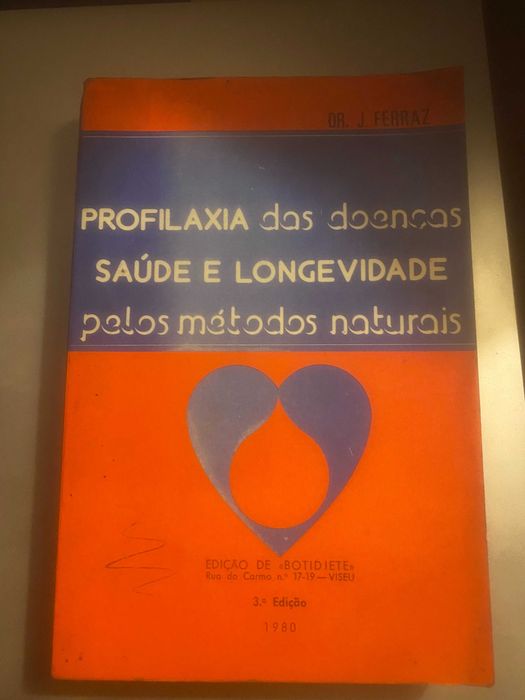 DR. J. FERRAZ
PROFILAXIA das doenças
SAÚDE E LONGEVIDADE
pelos métodos naturais
EDIÇÃO DE «BOTIDIETE»
Rua do Carmo n.º 17-19 — VISEU
3.ª Edição
1980